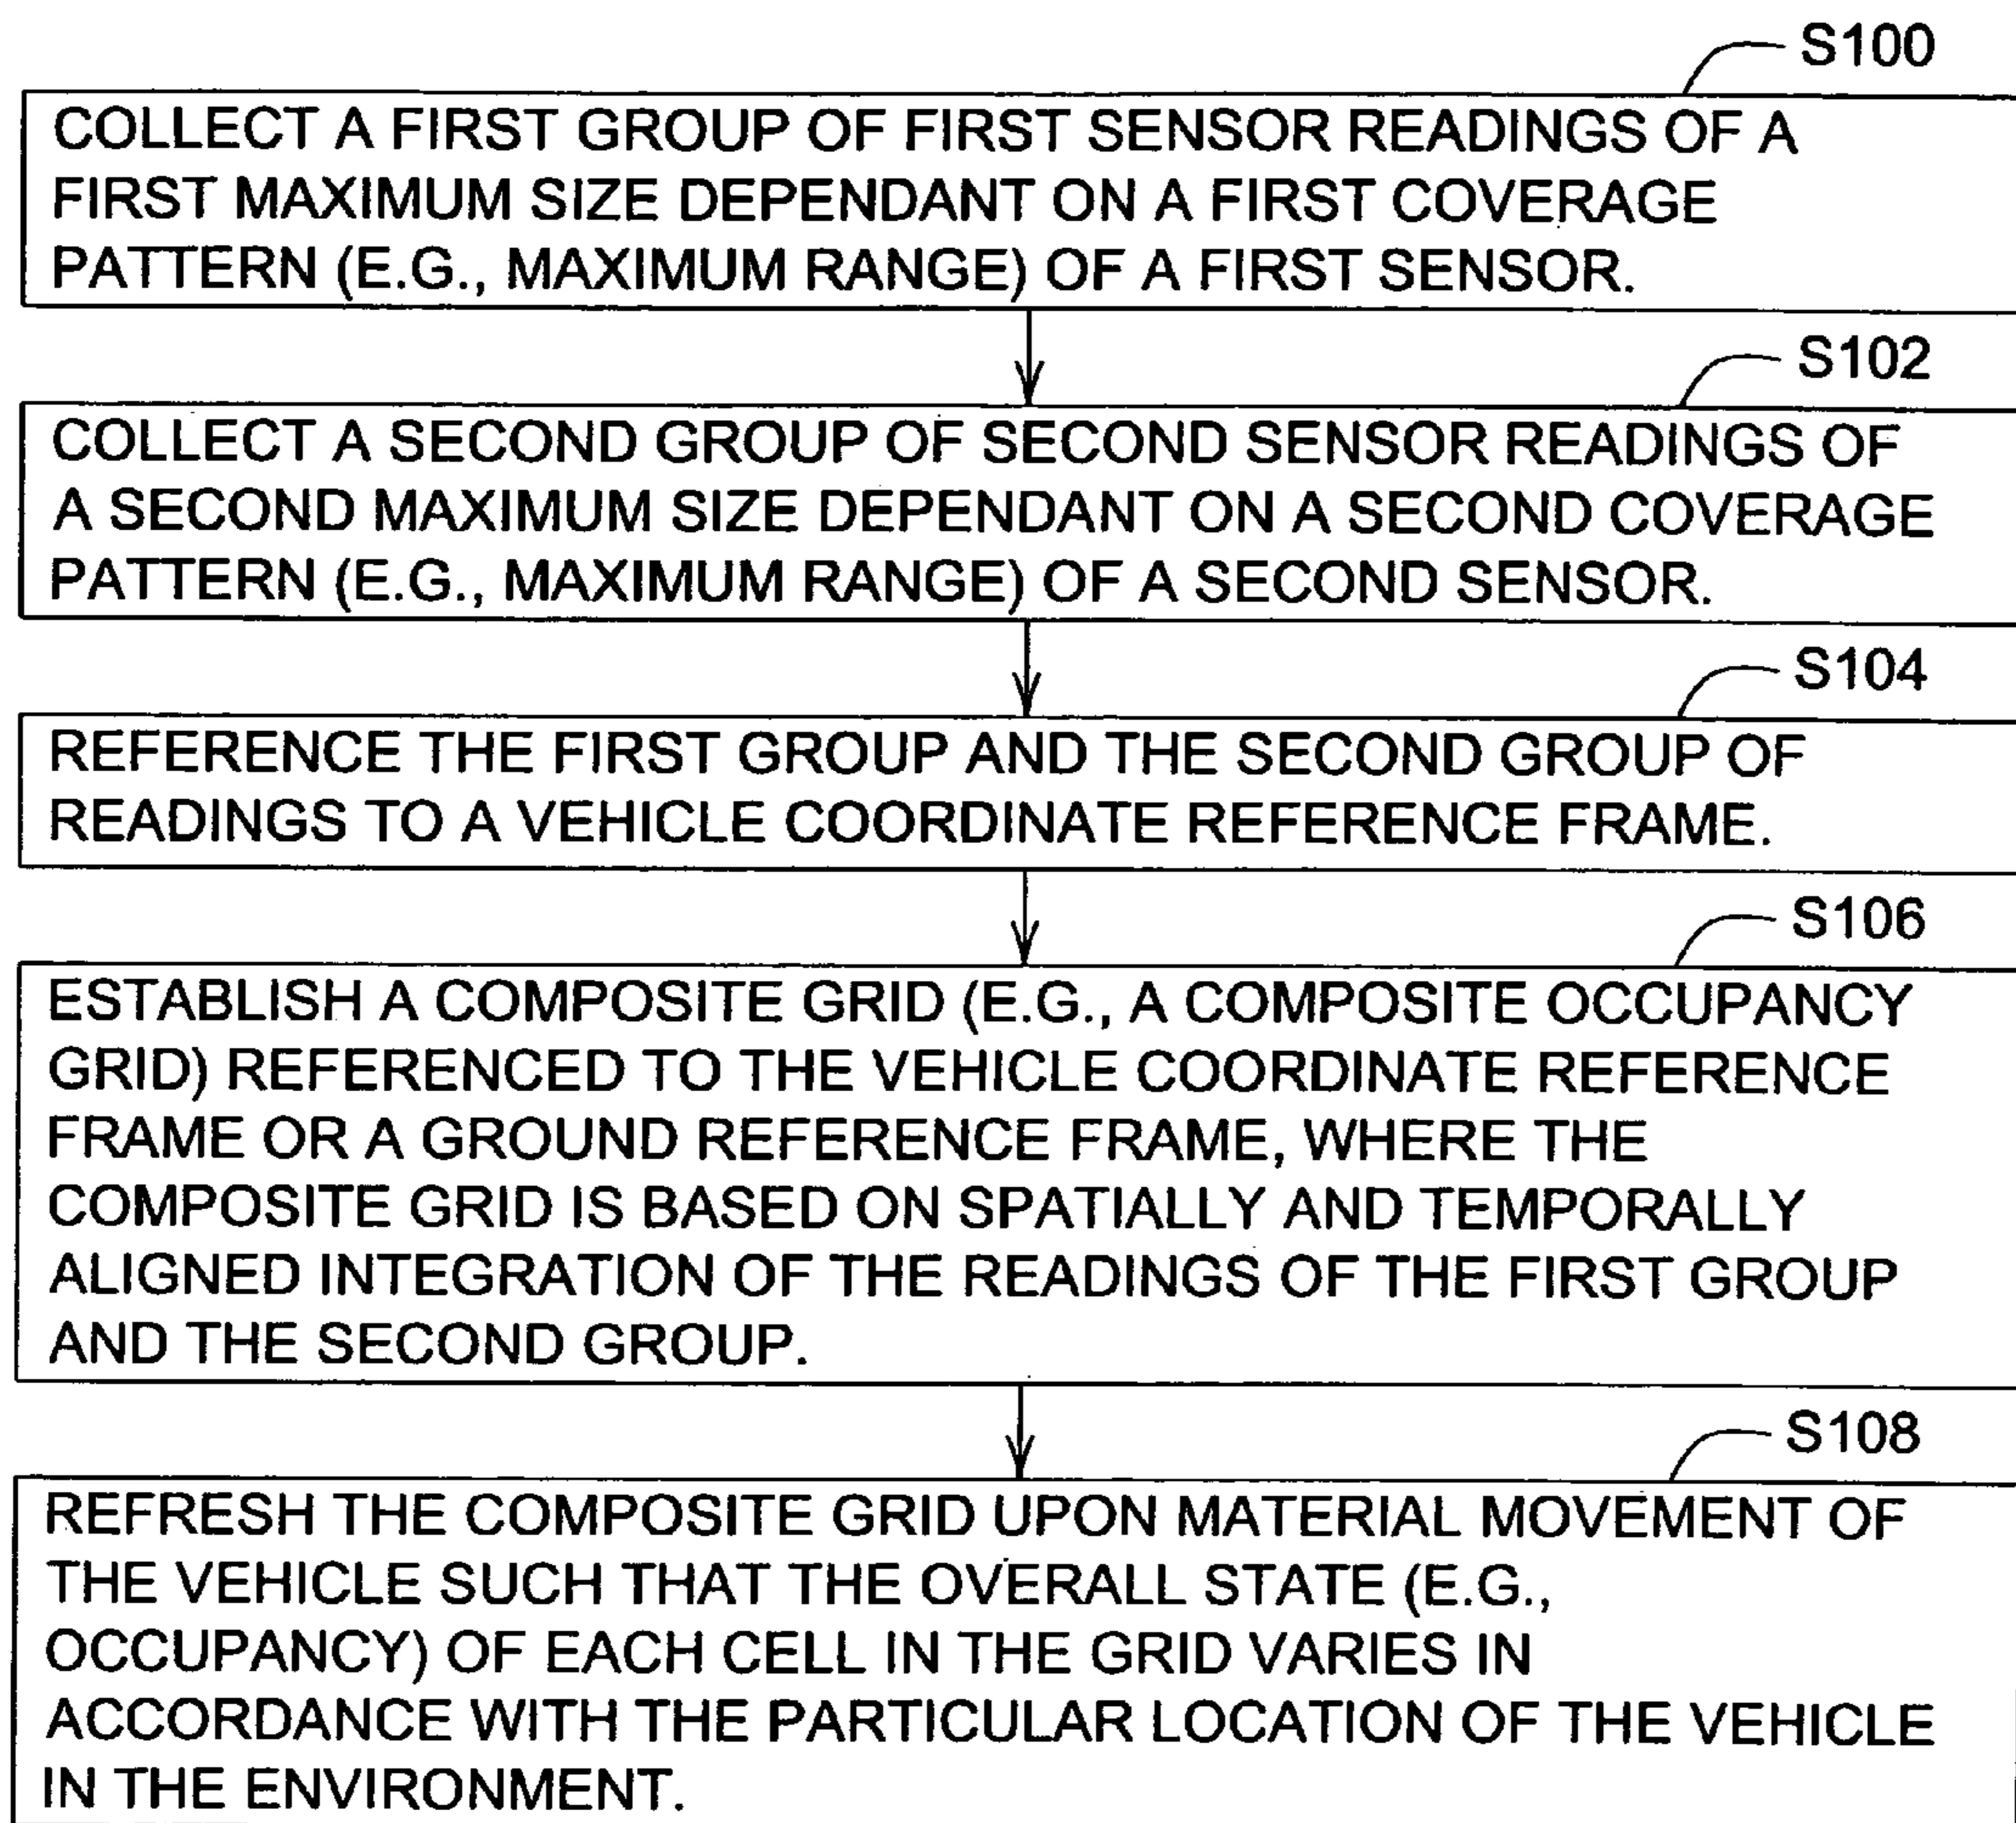 S100
COLLECT A FIRST GROUP OF FIRST SENSOR READINGS OF A
FIRST MAXIMUM SIZE DEPENDANT ON A FIRST COVERAGE
PATTERN (E.G., MAXIMUM RANGE) OF A FIRST SENSOR.
S102
COLLECT A SECOND GROUP OF SECOND SENSOR READINGS OF
A SECOND MAXIMUM SIZE DEPENDANT ON A SECOND COVERAGE
PATTERN (E.G., MAXIMUM RANGE) OF A SECOND SENSOR.
S104
REFERENCE THE FIRST GROUP AND THE SECOND GROUP OF
READINGS TO A VEHICLE COORDINATE REFERENCE FRAME.
S106
ESTABLISH A COMPOSITE GRID (E.G., A COMPOSITE OCCUPANCY
GRID) REFERENCED TO THE VEHICLE COORDINATE REFERENCE
FRAME OR A GROUND REFERENCE FRAME, WHERE THE
COMPOSITE GRID IS BASED ON SPATIALLY AND TEMPORALLY
ALIGNED INTEGRATION OF THE READINGS OF THE FIRST GROUP
AND THE SECOND GROUP.
S108
REFRESH THE COMPOSITE GRID UPON MATERIAL MOVEMENT OF
THE VEHICLE SUCH THAT THE OVERALL STATE (E.G.,
OCCUPANCY) OF EACH CELL IN THE GRID VARIES IN
ACCORDANCE WITH THE PARTICULAR LOCATION OF THE VEHICLE
IN THE ENVIRONMENT.